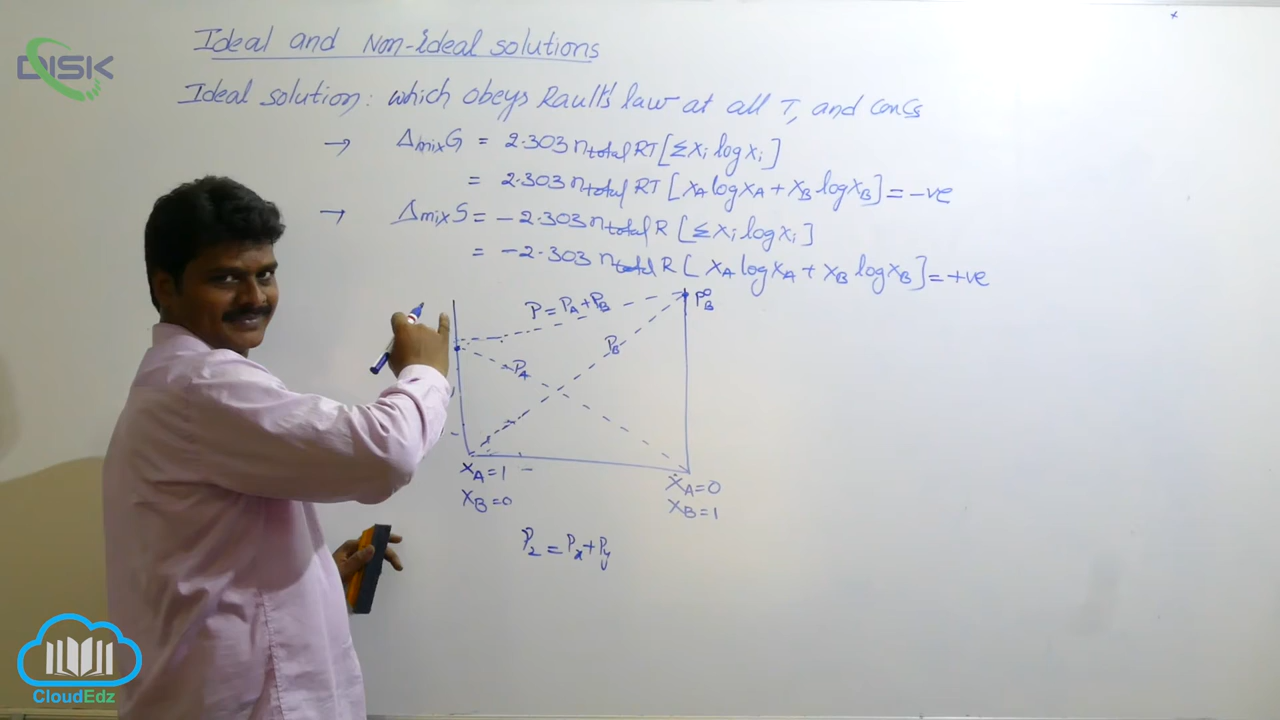 DISK
Ideal and Non-ideal solutions
Ideal solution: which obeys Rault's law at all T, and Concs
→ ΔmixG = 2.303 ntotal RT [Σxi log xi]
= 2.303 ntotal RT [xA log xA + xB log xB] = -ve
→ ΔmixS = -2.303 ntotal R [Σxi log xi]
= -2.303 ntotal R [xA log xA + xB log xB] = +ve
P = PA + PB
P°B
PB
PA
xA = 1
xB = 0
xA = 0
xB = 1
Pz = Px + Py
CloudEdz